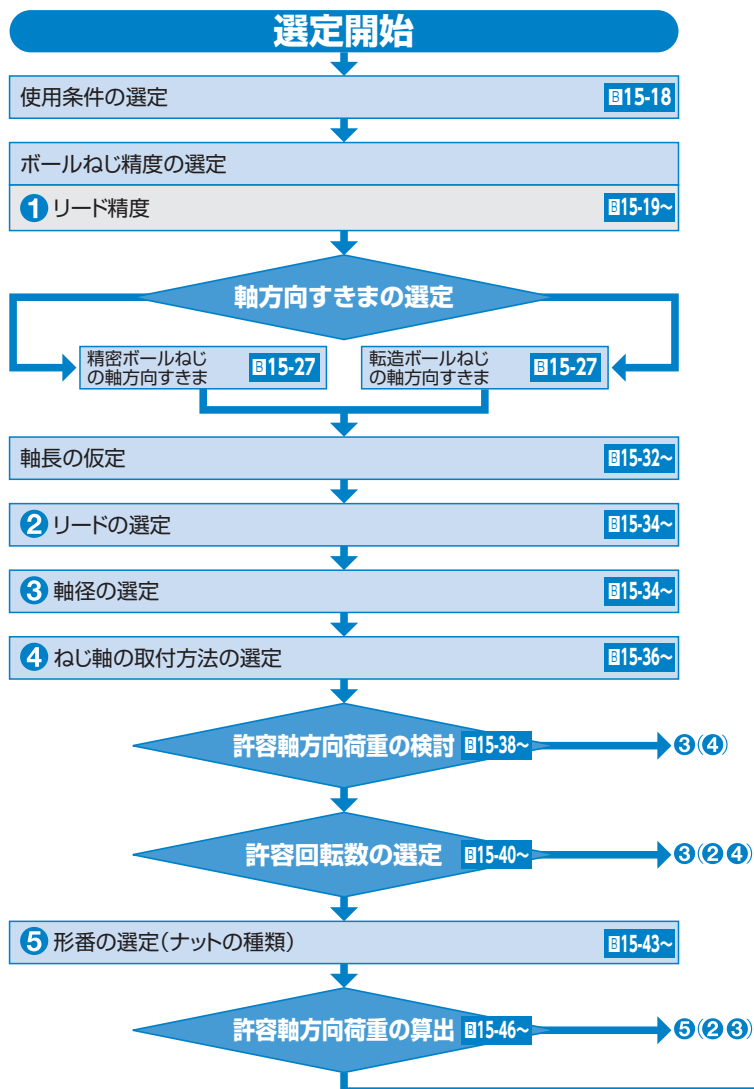 選定開始
使用条件の選定 B15-18
ボールねじ精度の選定
1 リード精度 B15-19~
軸方向すきまの選定
精密ボールねじ
の軸方向すきま B15-27
転造ボールねじ
の軸方向すきま B15-27
軸長の仮定 B15-32~
2 リードの選定 B15-34~
3 軸径の選定 B15-34~
4 ねじ軸の取付方法の選定 B15-36~
許容軸方向荷重の検討 B15-38~ 3(4)
許容回転数の選定 B15-40~ 3(2 4)
5 形番の選定(ナットの種類) B15-43~
許容軸方向荷重の算出 B15-46~ 5(2 3)